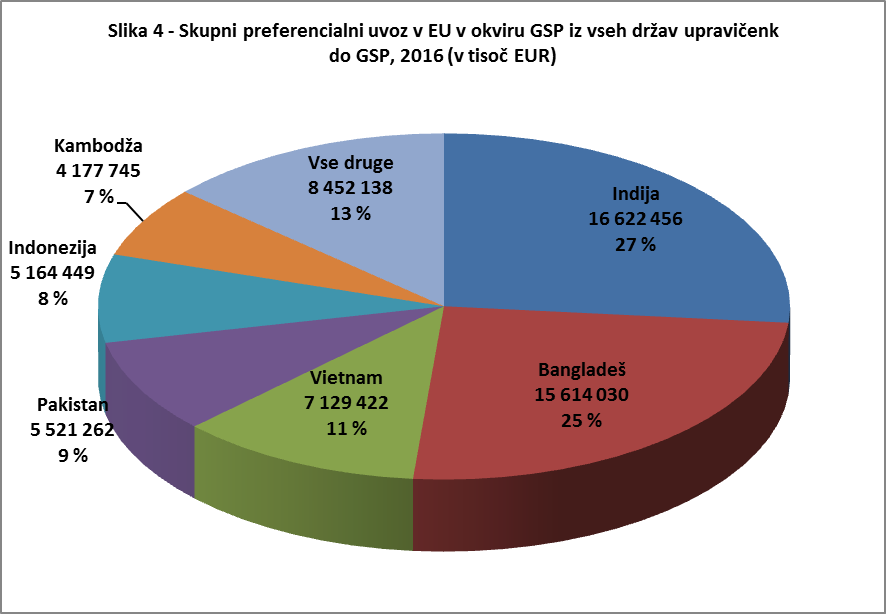 Slika 4 - Skupni preferencialni uvoz v EU v okviru GSP iz vseh držav upravičenk
do GSP, 2016 (v tisoč EUR)
Indija
16 622 456
27 %
Bangladeš
15 614 030
25 %
Vietnam
7 129 422
11 %
Pakistan
5 521 262
9 %
Indonezija
5 164 449
8 %
Kambodža
4 177 745
7 %
Vse druge
8 452 138
13 %